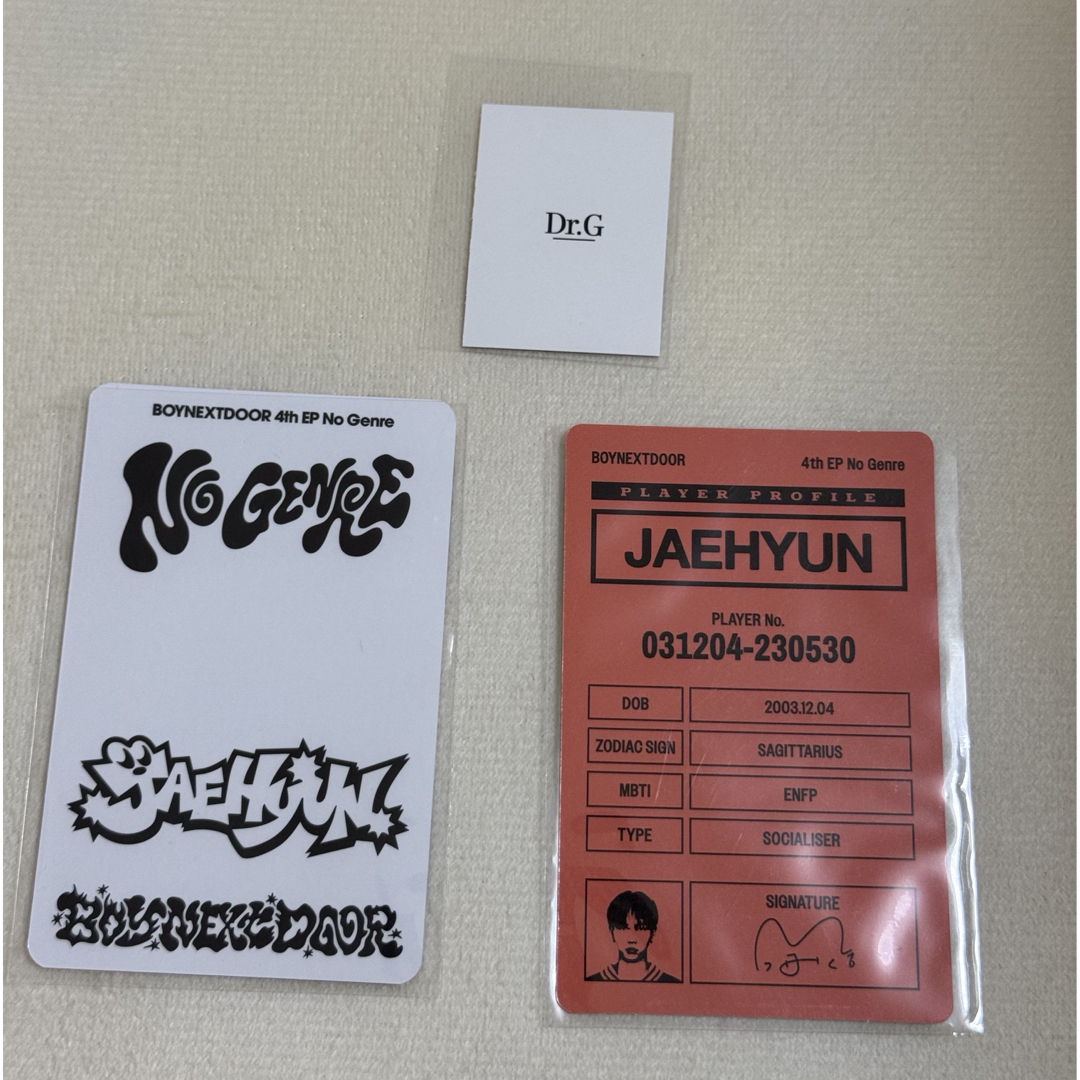 Dr.G
BOYNEXTDOOR 4th EP No Genre
NO GENRE
JAEHYUN
BOYNEXTDOOR
BOYNEXTDOOR 4th EP No Genre
PLAYER PROFILE
JAEHYUN
PLAYER No.
031204-230530
DOB 2003.12.04
ZODIAC SIGN SAGITTARIUS
MBTI ENFP
TYPE SOCIALISER
SIGNATURE